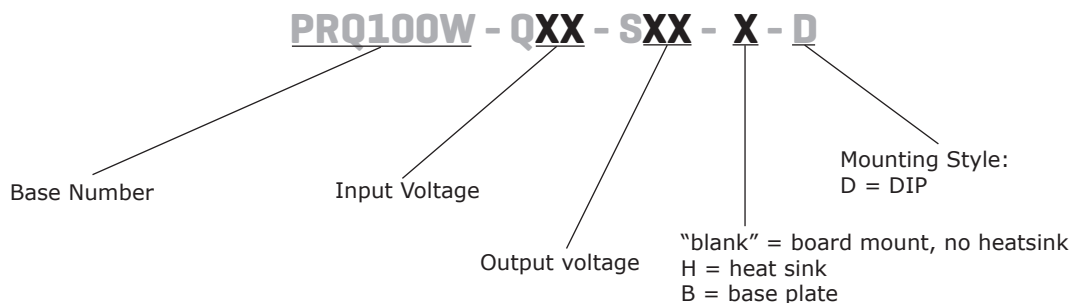 PRQ100W - QXX - SXX - X - D
Base Number
Input Voltage
Output voltage
"blank" = board mount, no heatsink
H = heat sink
B = base plate
Mounting Style:
D = DIP